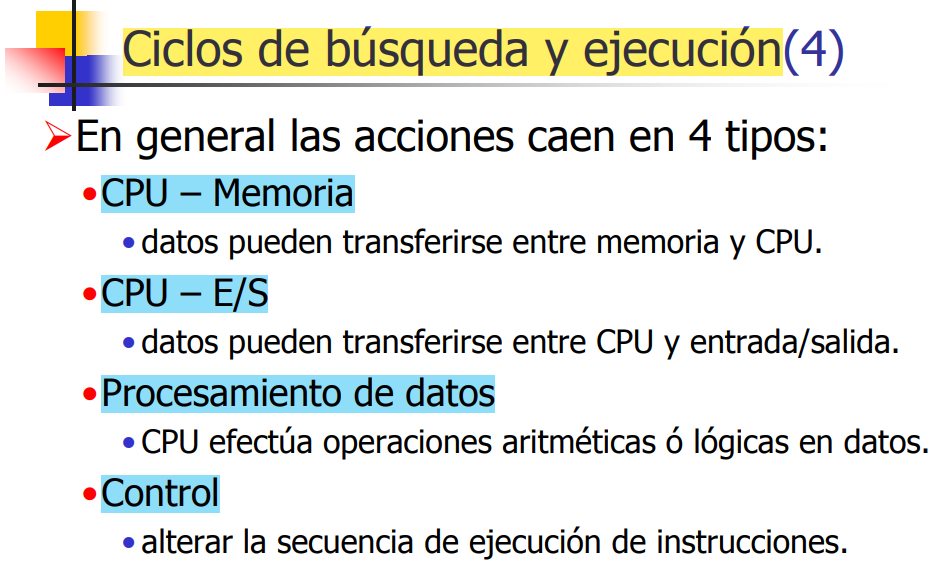 Ciclos de búsqueda y ejecución(4)
➢En general las acciones caen en 4 tipos:
•CPU – Memoria
•datos pueden transferirse entre memoria y CPU.
•CPU – E/S
•datos pueden transferirse entre CPU y entrada/salida.
•Procesamiento de datos
•CPU efectúa operaciones aritméticas ó lógicas en datos.
•Control
•alterar la secuencia de ejecución de instrucciones.